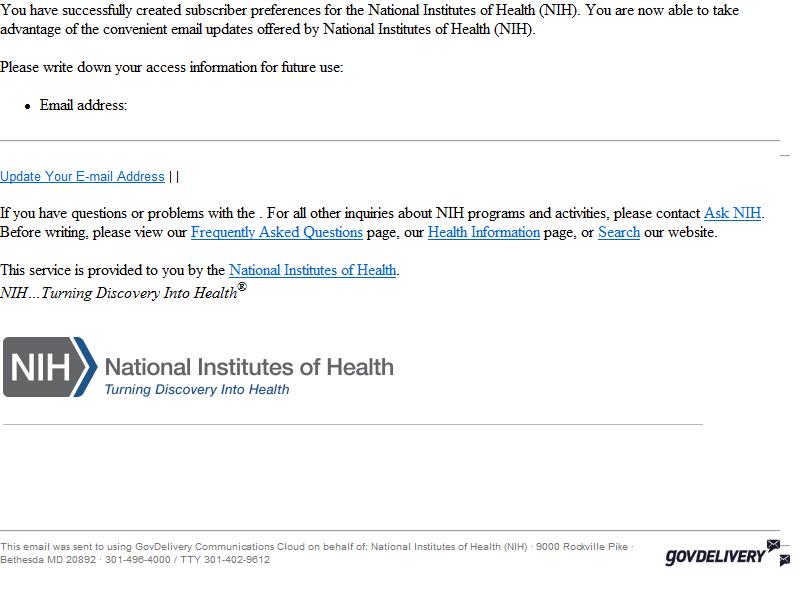 You have successfully created subscriber preferences for the National Institutes of Health (NIH). You are now able to take
advantage of the convenient email updates offered by National Institutes of Health (NIH).
Please write down your access information for future use:
• Email address:
Update Your E-mail Address | |
If you have questions or problems with the . For all other inquiries about NIH programs and activities, please contact Ask NIH.
Before writing, please view our Frequently Asked Questions page, our Health Information page, or Search our website.
This service is provided to you by the National Institutes of Health.
NIH…Turning Discovery Into Health®
NIH National Institutes of Health
Turning Discovery Into Health
This email was sent to using GovDelivery Communications Cloud on behalf of: National Institutes of Health (NIH) · 9000 Rockville Pike ·
Bethesda MD 20892 · 301-496-4000 / TTY 301-402-9612
GOVDELIVERY